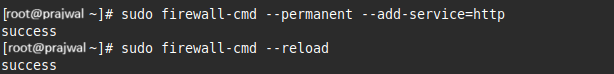 [root@prajwal ~]# sudo firewall-cmd --permanent --add-service=http
success
[root@prajwal ~]# sudo firewall-cmd --reload
success